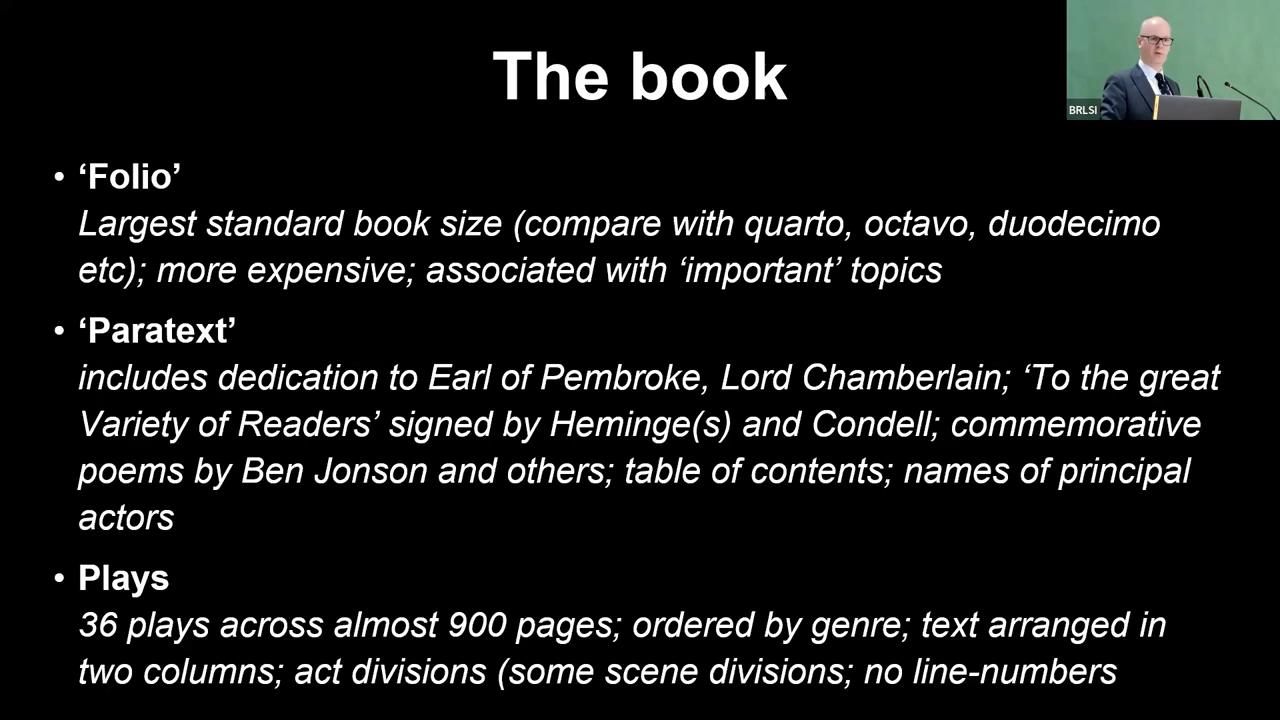 The book
BRLSI
• ‘Folio’
Largest standard book size (compare with quarto, octavo, duodecimo
etc); more expensive; associated with ‘important’ topics
• ‘Paratext’
includes dedication to Earl of Pembroke, Lord Chamberlain; ‘To the great
Variety of Readers’ signed by Heminge(s) and Condell; commemorative
poems by Ben Jonson and others; table of contents; names of principal
actors
• Plays
36 plays across almost 900 pages; ordered by genre; text arranged in
two columns; act divisions (some scene divisions; no line-numbers